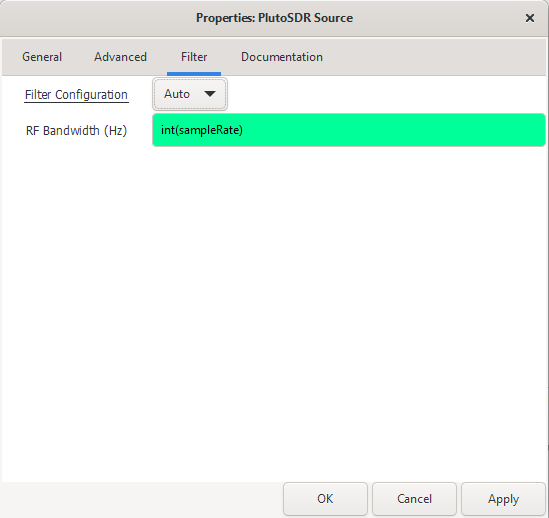 Properties: PlutoSDR Source
General Advanced Filter Documentation
Filter Configuration Auto
RF Bandwidth (Hz) int(sampleRate)
OK Cancel Apply